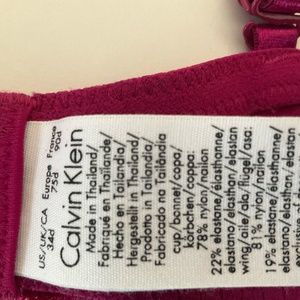 US/UK/CA Europe France
34d 75d 90d
Calvin Klein
Made in Thailand/
Fabriqué en Thaïlande/
Hecho en Tailandia/
Hergestellt in Thailand/
Prodotto in Tailandia/
Fabricado na Tailândia
cup/bonnet/copa/
körbchen/coppa:
78% nylon/nailon
22% elastane/élasthanne/
elastano/elasthan/elastan
wing/aile/ala/flügel/asa:
81% nylon/nailon
19% elastane/élasthanne/
elastano/elasthan/elastan